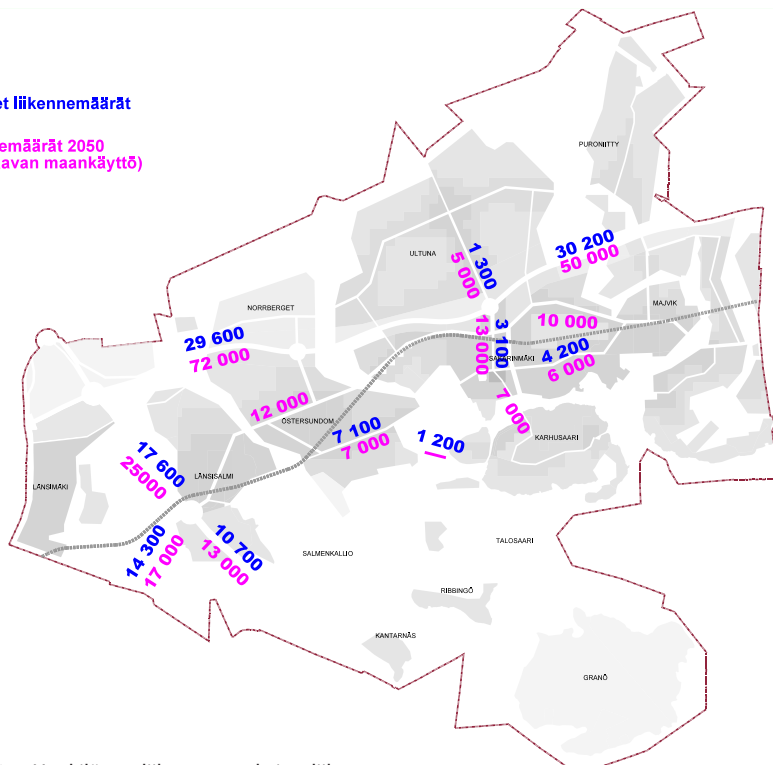 et liikennemäärät
emäärät 2050
avan maankäyttö)
PURONIITTY
30 200
50 000
ULTUNA
1 300
5 000
NORRBERGET
MAJVIK
29 600
72 000
13 000
3 100
10 000
SAKARINMÄKI
4 200
6 000
12 000
7 000
ÖSTERSUNDOM
7 100
7 000
1 200
KARHUSAARI
17 600
25000
LÄNSIMÄKI
LÄNSISALMI
14 300
17 000
10 700
13 000
SALMENKALLIO
TALOSAARI
RIBBINGÖ
KANTARNÄS
GRANÖ